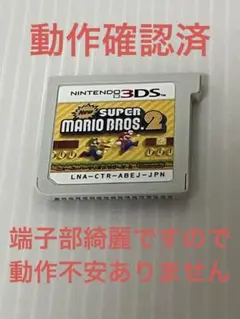 動作確認済
NINTENDO 3DS
NEW
SUPER
MARIO BROS. 2
LNA-CTR-ABEJ-JPN
端子部綺麗ですので
動作不安ありません